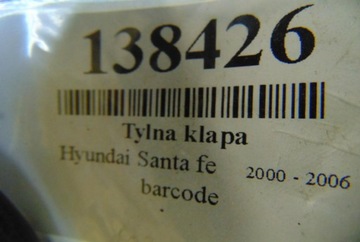 138426
Tylna klapa
Hyundai Santa fe 2000 - 2006
barcode